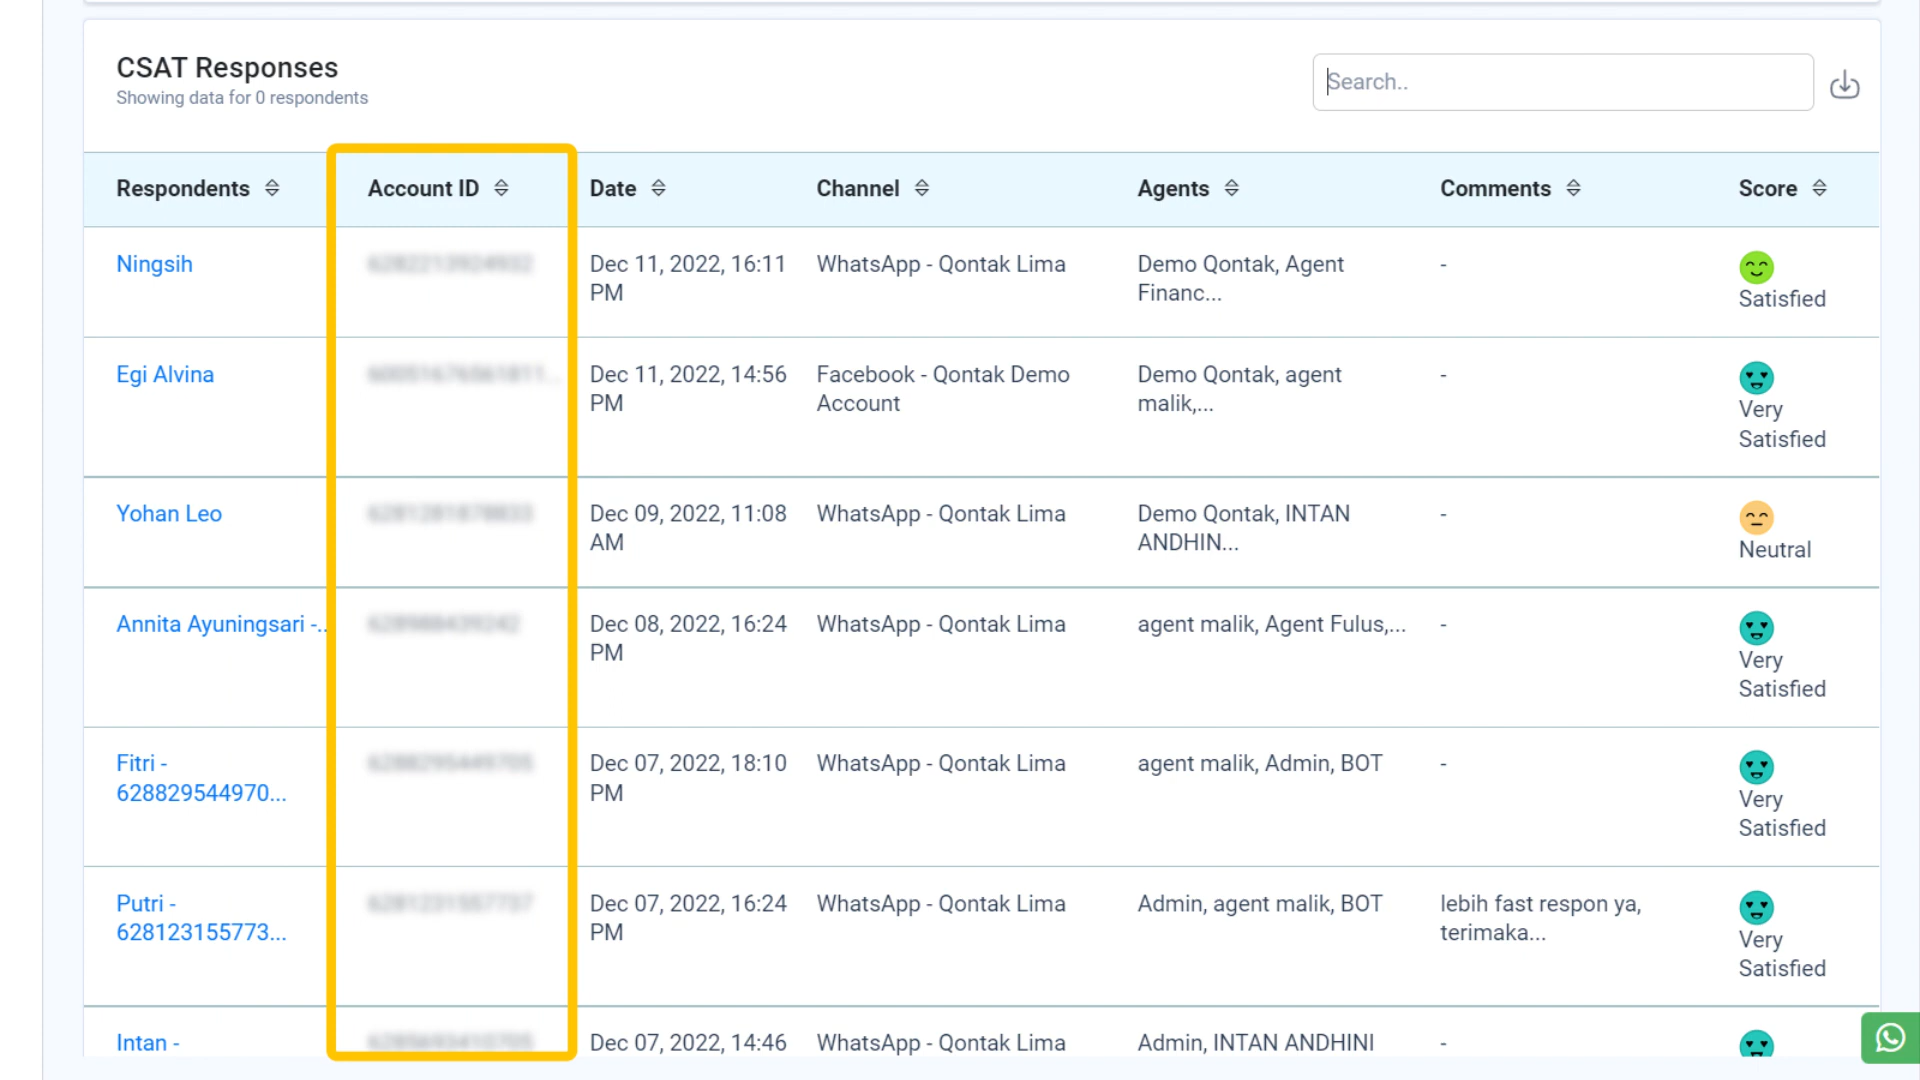 CSAT Responses
Showing data for 0 respondents
Search..
Respondents Account ID Date Channel Agents Comments Score
Ningsih Dec 11, 2022, 16:11 WhatsApp - Qontak Lima Demo Qontak, Agent -
PM Financ...
Satisfied
Egi Alvina Dec 11, 2022, 14:56 Facebook - Qontak Demo Demo Qontak, agent -
PM Account malik,...
Very
Satisfied
Yohan Leo Dec 09, 2022, 11:08 WhatsApp - Qontak Lima Demo Qontak, INTAN -
AM ANDHIN...
Neutral
Annita Ayuningsari -.. Dec 08, 2022, 16:24 WhatsApp - Qontak Lima agent malik, Agent Fulus,... -
PM
Very
Satisfied
Fitri - Dec 07, 2022, 18:10 WhatsApp - Qontak Lima agent malik, Admin, BOT -
628829544970... PM
Very
Satisfied
Putri - Dec 07, 2022, 16:24 WhatsApp - Qontak Lima Admin, agent malik, BOT lebih fast respon ya,
628123155773... PM terimaka...
Very
Satisfied
Intan - Dec 07, 2022, 14:46 WhatsApp - Qontak Lima Admin, INTAN ANDHINI -